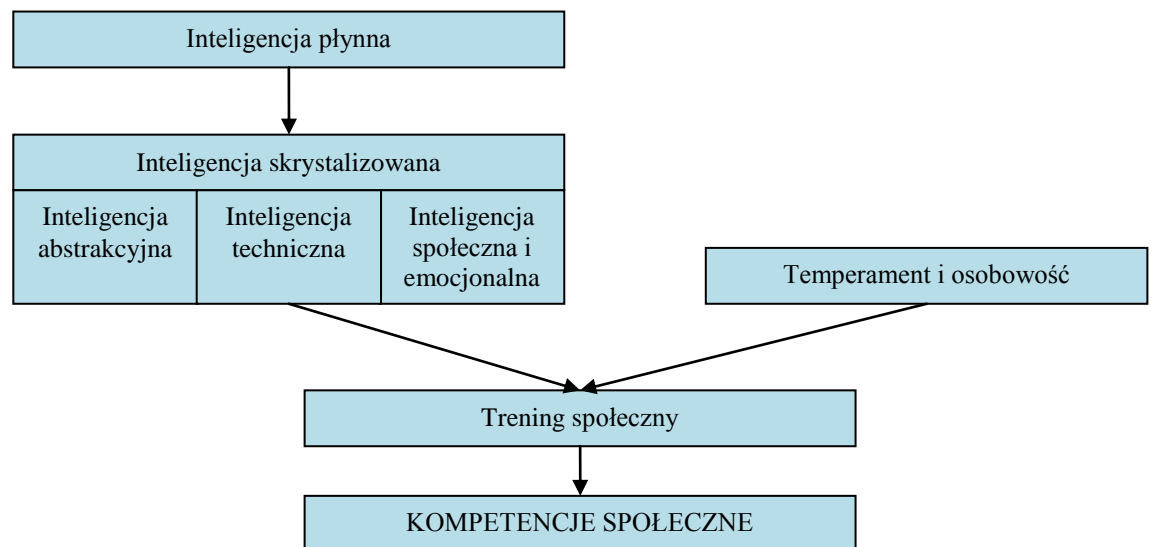 Inteligencja płynna
Inteligencja skrystalizowana
Inteligencja
abstrakcyjna
Inteligencja
techniczna
Inteligencja
społeczna i
emocjonalna
Temperament i osobowość
Trening społeczny
KOMPETENCJE SPOŁECZNE